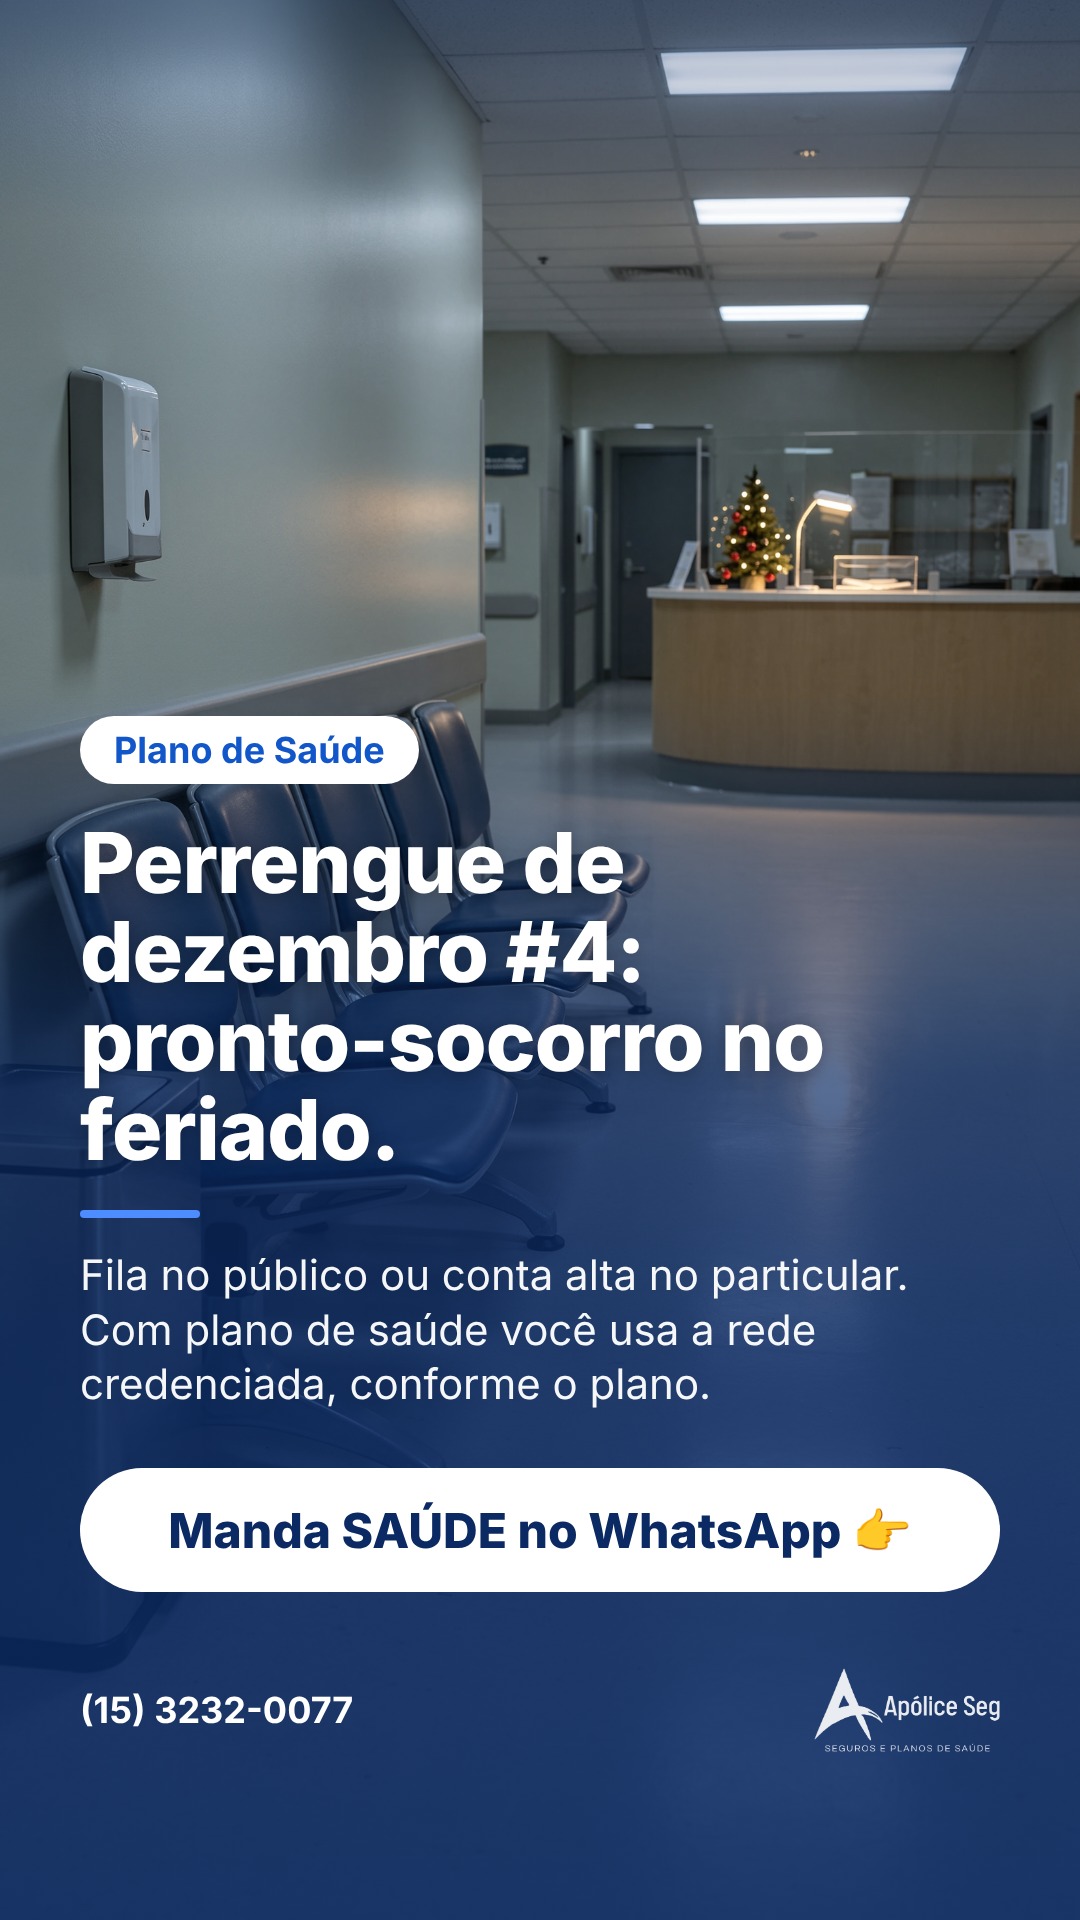 Plano de Saúde
Perrengue de
dezembro #4:
pronto-socorro no
feriado.
Fila no público ou conta alta no particular.
Com plano de saúde você usa a rede
credenciada, conforme o plano.
Manda SAÚDE no WhatsApp 👉
(15) 3232-0077
Apólice Seg
SEGUROS E PLANOS DE SAÚDE